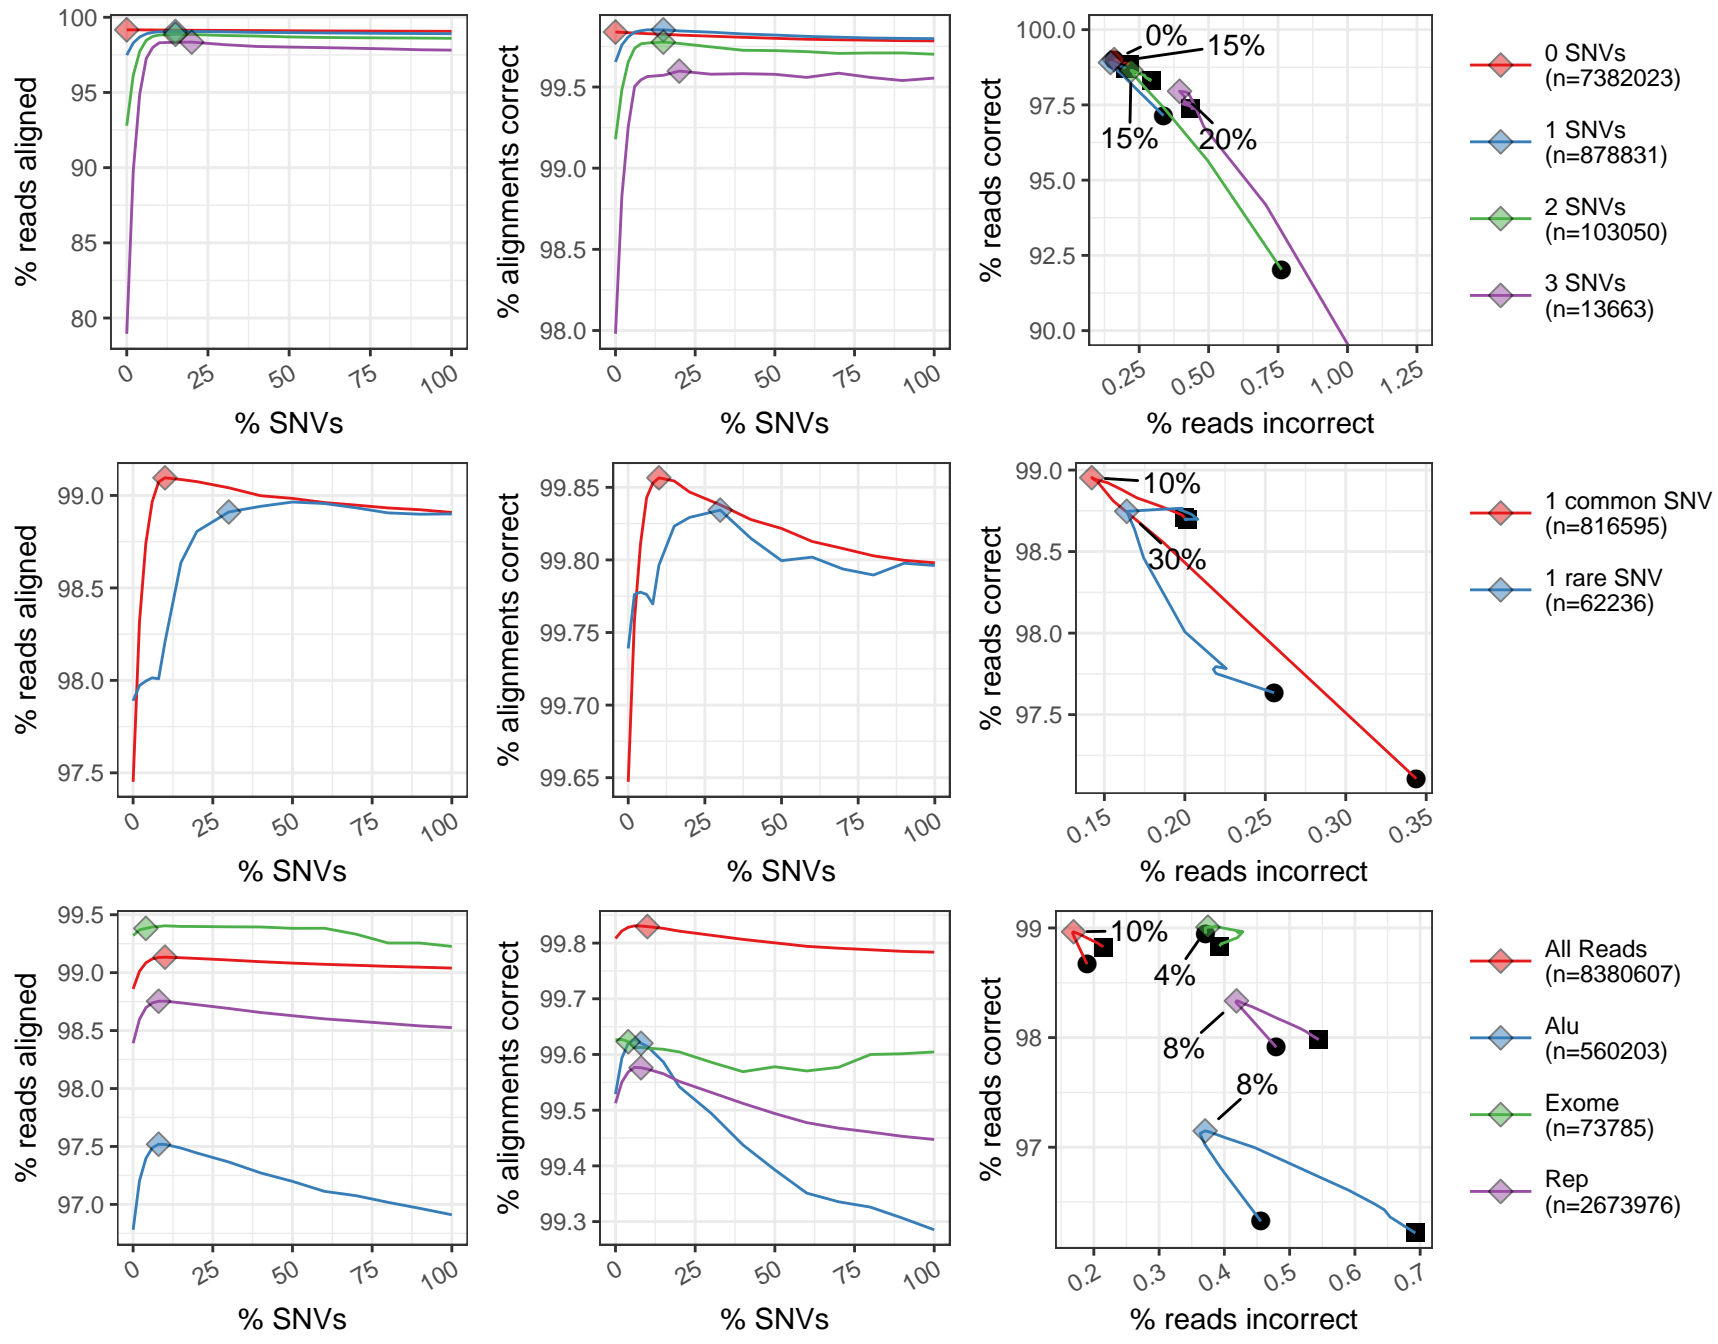 % reads aligned
100
95
90
85
80
0
25
50
75
100
% SNVs
% alignments correct
99.5
99.0
98.5
98.0
0
25
50
75
100
% SNVs
% reads correct
100.0
97.5
95.0
92.5
90.0
0%
15%
15%
20%
0.25
0.50
0.75
1.00
1.25
% reads incorrect
0 SNVs
(n=7382023)
1 SNVs
(n=878831)
2 SNVs
(n=103050)
3 SNVs
(n=13663)
% reads aligned
99.0
98.5
98.0
97.5
0
25
50
75
100
% SNVs
% alignments correct
99.85
99.80
99.75
99.70
99.65
0
25
50
75
100
% SNVs
% reads correct
99.0
98.5
98.0
97.5
10%
30%
0.15
0.20
0.25
0.30
0.35
% reads incorrect
1 common SNV
(n=816595)
1 rare SNV
(n=62236)
% reads aligned
99.5
99.0
98.5
98.0
97.5
97.0
0
25
50
75
100
% SNVs
% alignments correct
99.8
99.7
99.6
99.5
99.4
99.3
0
25
50
75
100
% SNVs
% reads correct
99
98
97
10%
4%
8%
8%
0.2
0.3
0.4
0.5
0.6
0.7
% reads incorrect
All Reads
(n=8380607)
Alu
(n=560203)
Exome
(n=73785)
Rep
(n=2673976)